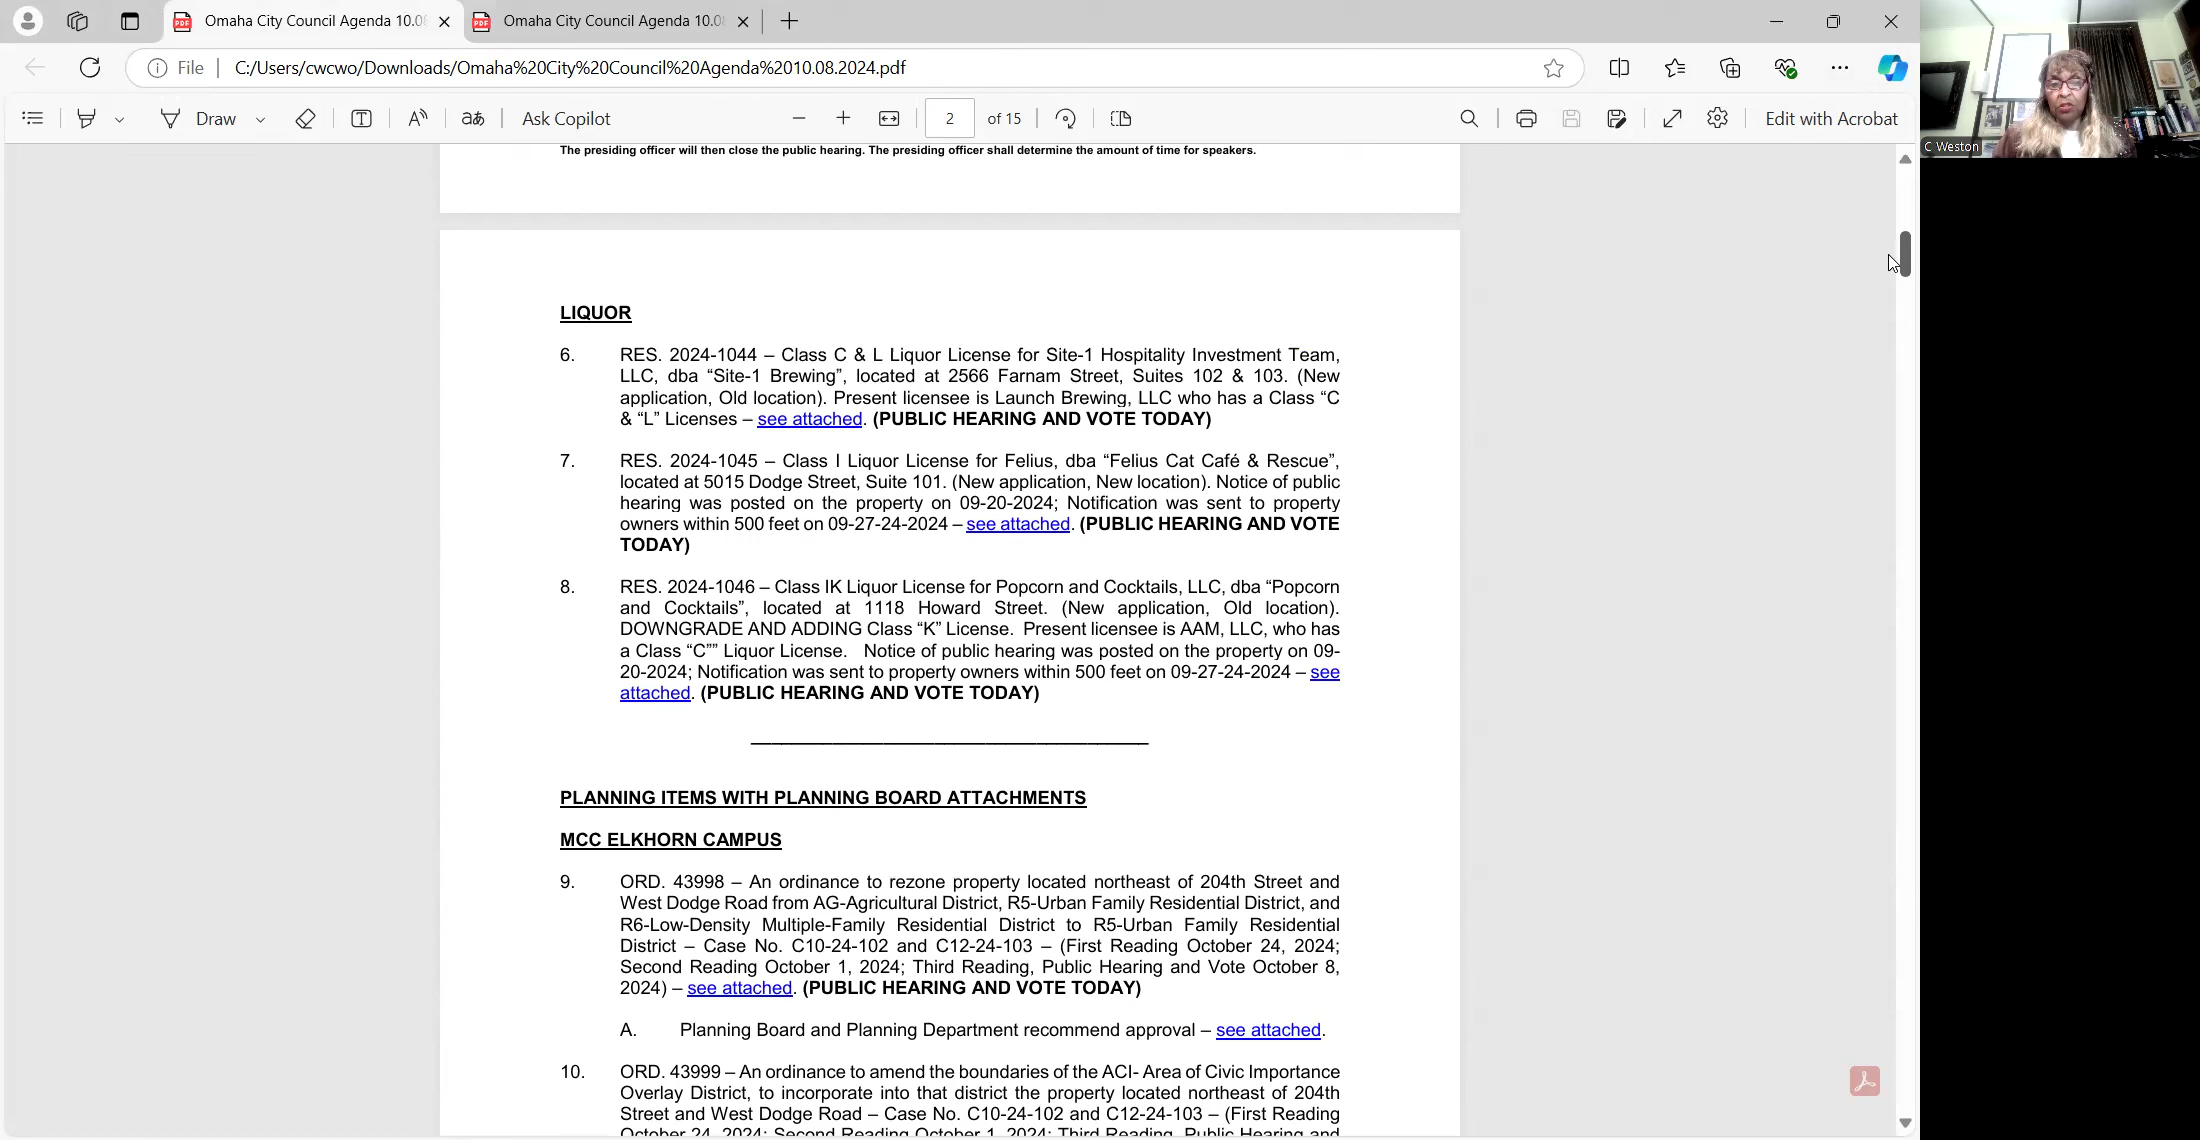 Omaha City Council Agenda 10.0
Omaha City Council Agenda 10.0
File
C:/Users/cwcwo/Downloads/Omaha%20City%20Council%20Agenda%2010.08.2024.pdf
Draw
Ask Copilot
2 of 15
Edit with Acrobat
C Weston
The presiding officer will then close the public hearing. The presiding officer shall determine the amount of time for speakers.
LIQUOR
6. RES. 2024-1044 – Class C & L Liquor License for Site-1 Hospitality Investment Team,
LLC, dba “Site-1 Brewing”, located at 2566 Farnam Street, Suites 102 & 103. (New
application, Old location). Present licensee is Launch Brewing, LLC who has a Class “C
& “L” Licenses – see attached. (PUBLIC HEARING AND VOTE TODAY)
7. RES. 2024-1045 – Class I Liquor License for Felius, dba “Felius Cat Café & Rescue”,
located at 5015 Dodge Street, Suite 101. (New application, New location). Notice of public
hearing was posted on the property on 09-20-2024; Notification was sent to property
owners within 500 feet on 09-27-24-2024 – see attached. (PUBLIC HEARING AND VOTE
TODAY)
8. RES. 2024-1046 – Class IK Liquor License for Popcorn and Cocktails, LLC, dba “Popcorn
and Cocktails”, located at 1118 Howard Street. (New application, Old location).
DOWNGRADE AND ADDING Class “K” License. Present licensee is AAM, LLC, who has
a Class “C”” Liquor License. Notice of public hearing was posted on the property on 09-
20-2024; Notification was sent to property owners within 500 feet on 09-27-24-2024 – see
attached. (PUBLIC HEARING AND VOTE TODAY)
PLANNING ITEMS WITH PLANNING BOARD ATTACHMENTS
MCC ELKHORN CAMPUS
9. ORD. 43998 – An ordinance to rezone property located northeast of 204th Street and
West Dodge Road from AG-Agricultural District, R5-Urban Family Residential District, and
R6-Low-Density Multiple-Family Residential District to R5-Urban Family Residential
District – Case No. C10-24-102 and C12-24-103 – (First Reading October 24, 2024;
Second Reading October 1, 2024; Third Reading, Public Hearing and Vote October 8,
2024) – see attached. (PUBLIC HEARING AND VOTE TODAY)
A. Planning Board and Planning Department recommend approval – see attached.
10. ORD. 43999 – An ordinance to amend the boundaries of the ACI- Area of Civic Importance
Overlay District, to incorporate into that district the property located northeast of 204th
Street and West Dodge Road – Case No. C10-24-102 and C12-24-103 – (First Reading
October 24, 2024; Second Reading October 1, 2024; Third Reading, Public Hearing and